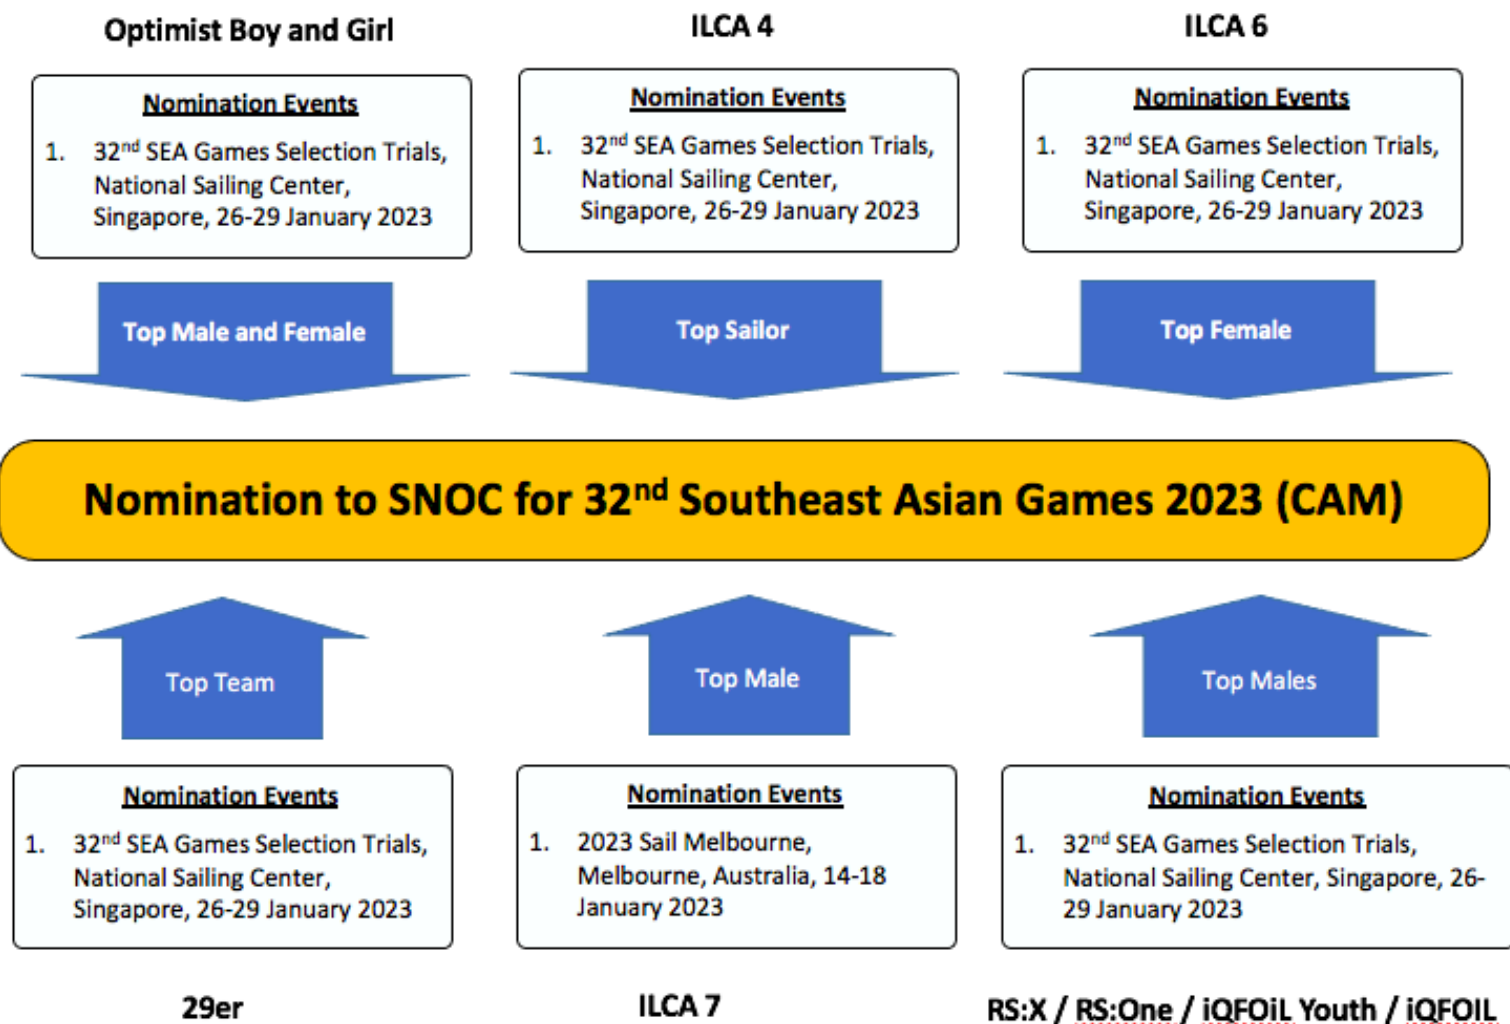 Optimist Boy and Girl
Nomination Events
1. 32nd SEA Games Selection Trials,
National Sailing Center,
Singapore, 26-29 January 2023
Top Male and Female
ILCA 4
Nomination Events
1. 32nd SEA Games Selection Trials,
National Sailing Center,
Singapore, 26-29 January 2023
Top Sailor
ILCA 6
Nomination Events
1. 32nd SEA Games Selection Trials,
National Sailing Center,
Singapore, 26-29 January 2023
Top Female
Nomination to SNOC for 32nd Southeast Asian Games 2023 (CAM)
Top Team
Nomination Events
1. 32nd SEA Games Selection Trials,
National Sailing Center,
Singapore, 26-29 January 2023
29er
Top Male
Nomination Events
1. 2023 Sail Melbourne,
Melbourne, Australia, 14-18
January 2023
ILCA 7
Top Males
Nomination Events
1. 32nd SEA Games Selection Trials,
National Sailing Center, Singapore, 26-
29 January 2023
RS:X / RS:One / iQFOiL Youth / iQFOIL